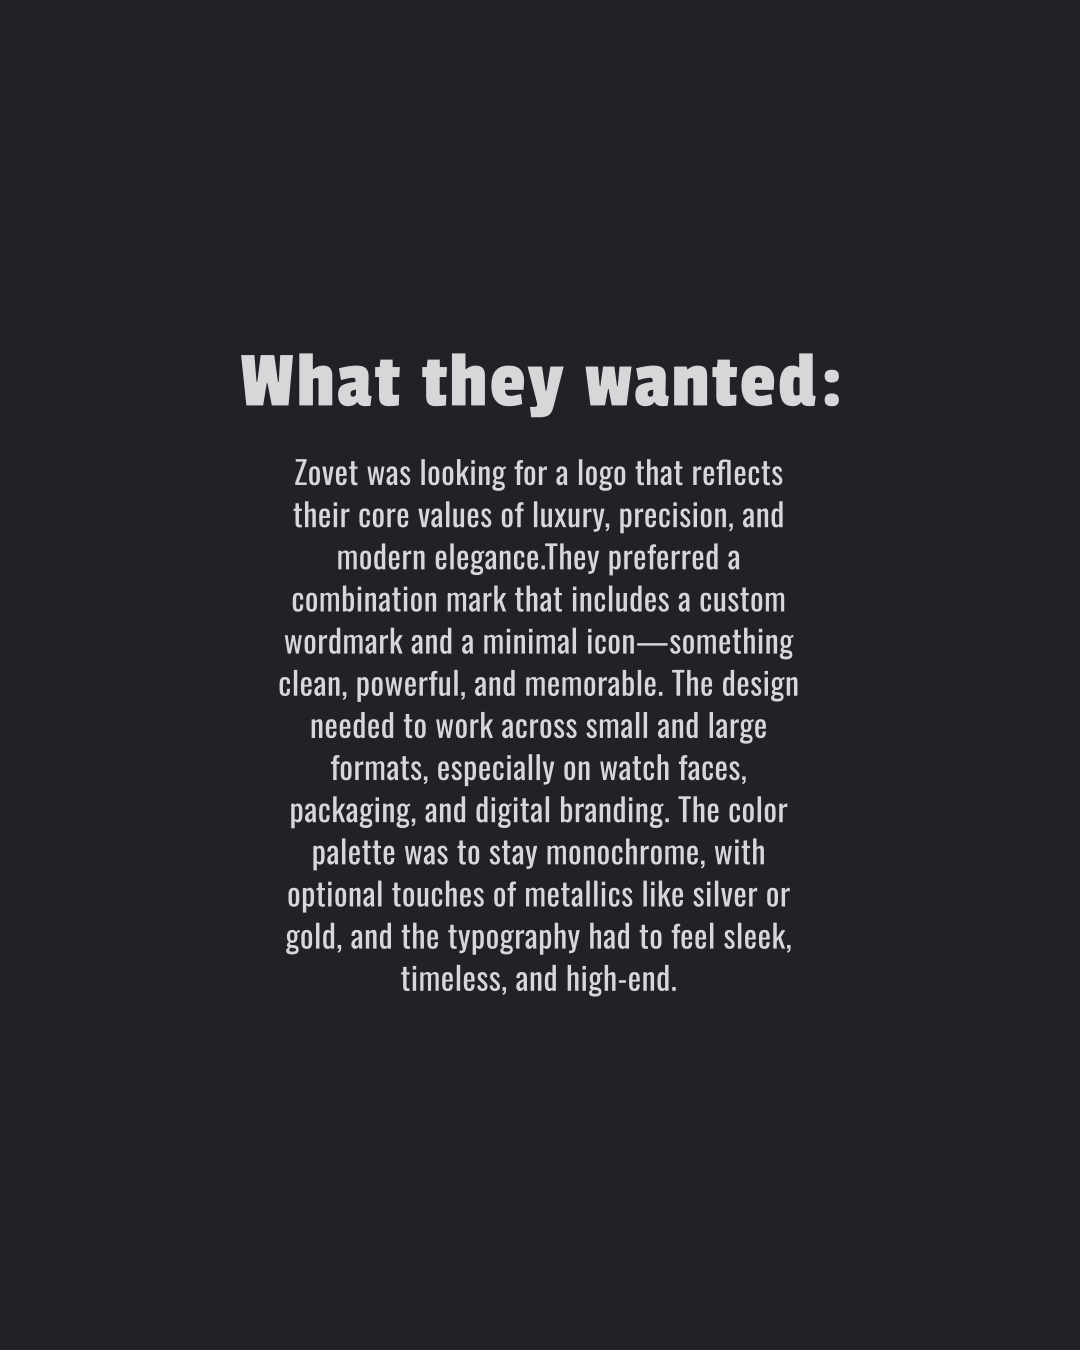 What they wanted:
Zovet was looking for a logo that reflects
their core values of luxury, precision, and
modern elegance.They preferred a
combination mark that includes a custom
wordmark and a minimal icon—something
clean, powerful, and memorable. The design
needed to work across small and large
formats, especially on watch faces,
packaging, and digital branding. The color
palette was to stay monochrome, with
optional touches of metallics like silver or
gold, and the typography had to feel sleek,
timeless, and high-end.